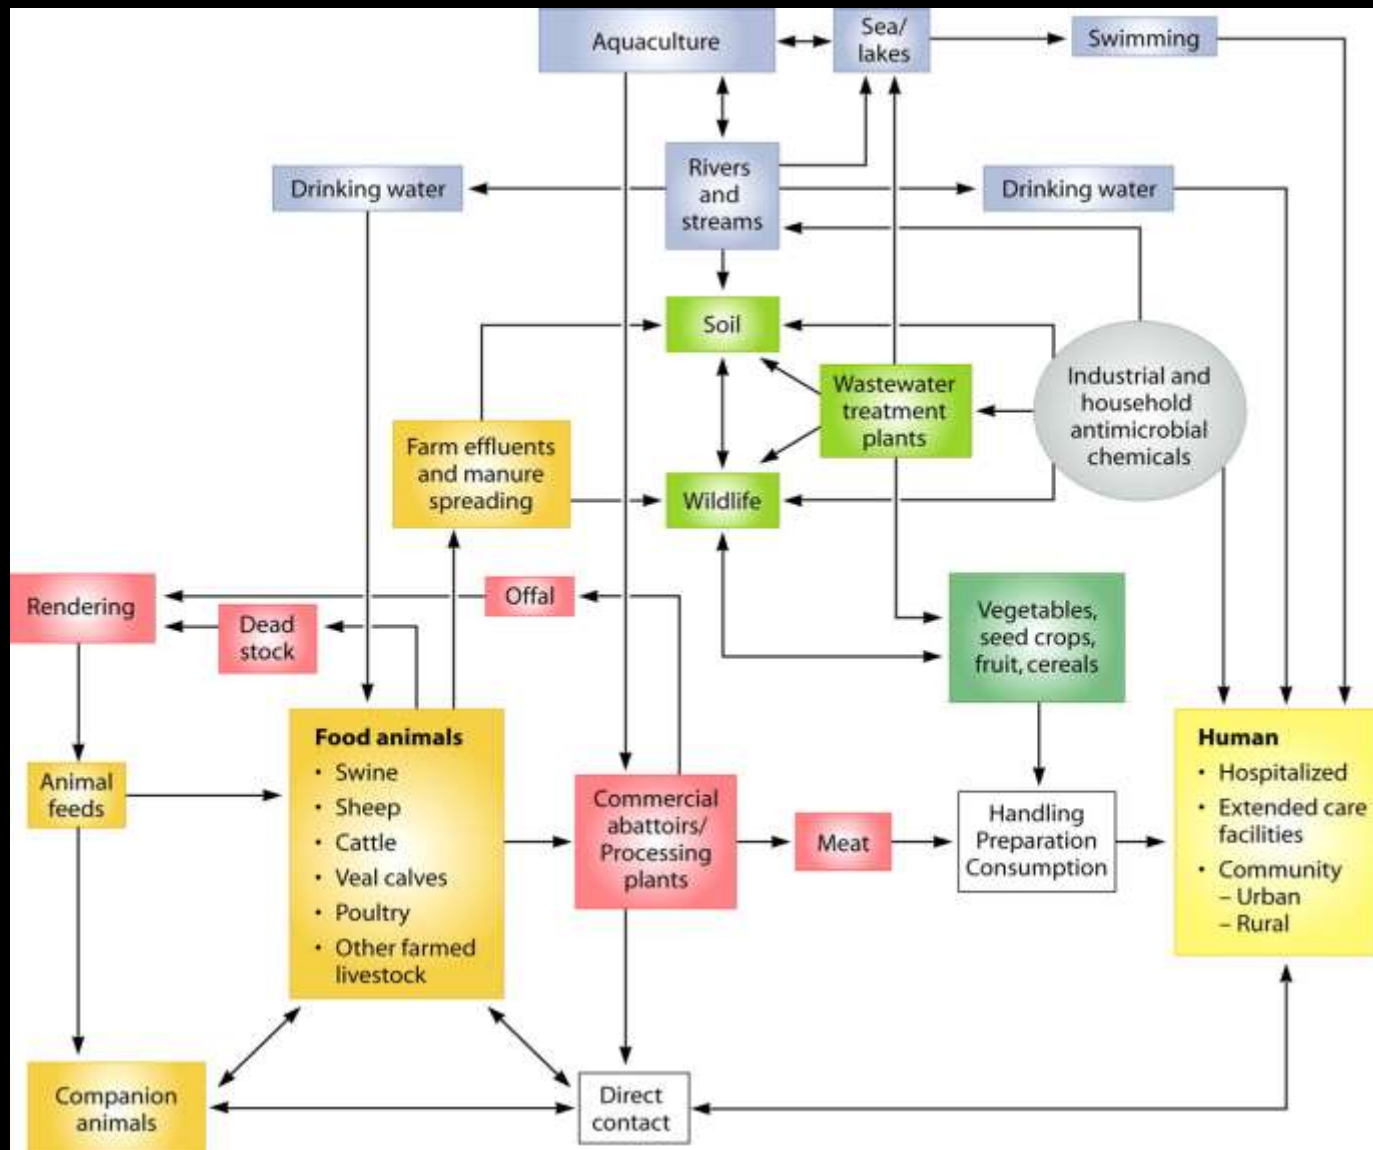 Aquaculture
Sea/
lakes
Swimming
Drinking water
Rivers
and
streams
Drinking water
Soil
Wastewater
treatment
plants
Industrial and
household
antimicrobial
chemicals
Farm effluents
and manure
spreading
Wildlife
Rendering
Offal
Dead
stock
Vegetables,
seed crops,
fruit, cereals
Animal
feeds
Food animals
• Swine
• Sheep
• Cattle
• Veal calves
• Poultry
• Other farmed
livestock
Commercial
abattoirs/
Processing
plants
Meat
Handling
Preparation
Consumption
Human
• Hospitalized
• Extended care
facilities
• Community
– Urban
– Rural
Companion
animals
Direct
contact